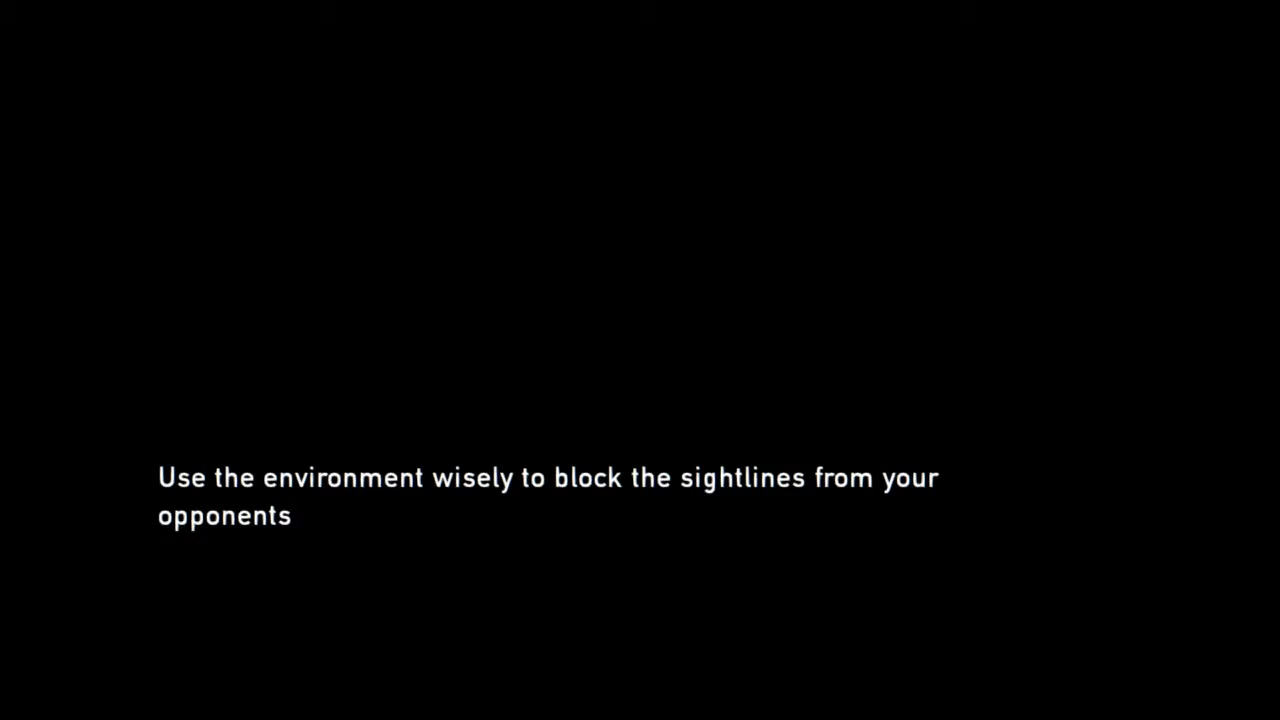 Use the environment wisely to block the sightlines from your
opponents